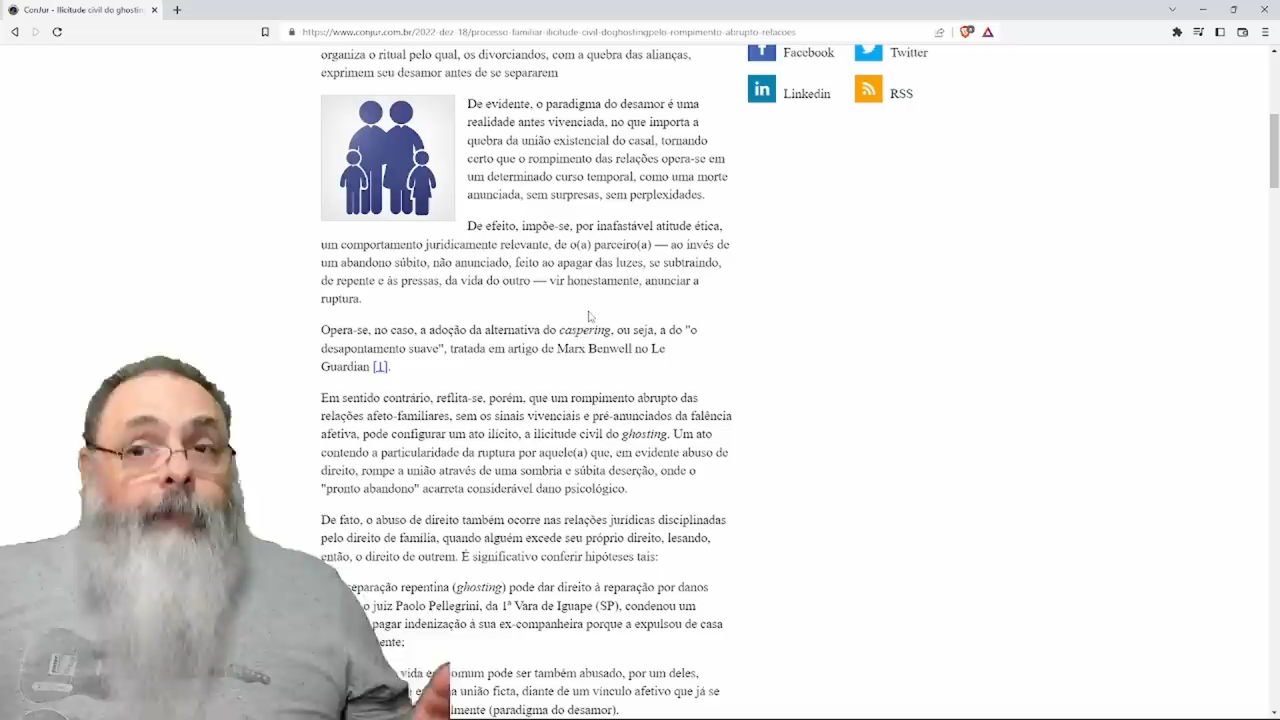 ConJur - Ilicitude civil do ghosting
https://www.conjur.com.br/2022-dez-18/processo-familiar-ilicitude-civil-doghostingpelo-rompimento-abrupto-relacoes
organiza o ritual pelo qual, os divorciandos, com a quebra das alianças,
exprimem seu desamor antes de se separarem
Facebook
Twitter
Linkedin
RSS
De evidente, o paradigma do desamor é uma
realidade antes vivenciada, no que importa a
quebra da união existencial do casal, tornando
certo que o rompimento das relações opera-se em
um determinado curso temporal, como uma morte
anunciada, sem surpresas, sem perplexidades.
De efeito, impõe-se, por inafastável atitude ética,
um comportamento juridicamente relevante, de o(a) parceiro(a) — ao invés de
um abandono súbito, não anunciado, feito ao apagar das luzes, se subtraindo,
de repente e às pressas, da vida do outro — vir honestamente, anunciar a
ruptura.
Opera-se, no caso, a adoção da alternativa do caspering, ou seja, a do "o
desapontamento suave", tratada em artigo de Marx Benwell no Le
Guardian [1].
Em sentido contrário, reflita-se, porém, que um rompimento abrupto das
relações afeto-familiares, sem os sinais vivenciais e pré-anunciados da falência
afetiva, pode configurar um ato ilícito, a ilicitude civil do ghosting. Um ato
contendo a particularidade da ruptura por aquele(a) que, em evidente abuso de
direito, rompe a união através de uma sombria e súbita deserção, onde o
"pronto abandono" acarreta considerável dano psicológico.
De fato, o abuso de direito também ocorre nas relações jurídicas disciplinadas
pelo direito de família, quando alguém excede seu próprio direito, lesando,
então, o direito de outrem. É significativo conferir hipóteses tais:
separação repentina (ghosting) pode dar direito à reparação por danos
o juiz Paolo Pellegrini, da 1ª Vara de Iguape (SP), condenou um
pagar indenização à sua ex-companheira porque a expulsou de casa
ente;
vida e omum pode ser também abusado, por um deles,
a união ficta, diante de um vínculo afetivo que já se
lmente (paradigma do desamor).